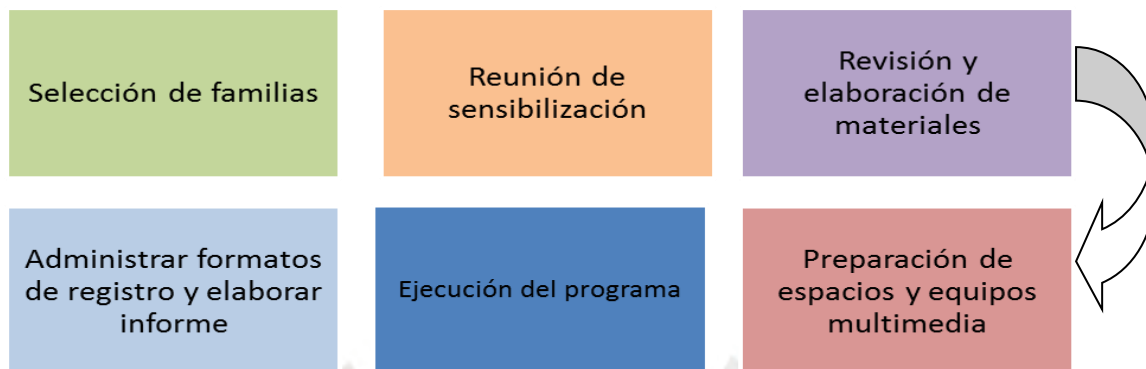 Selección de familias
Reunión de
sensibilización
Revisión y
elaboración de
materiales
Administrar formatos
de registro y elaborar
informe
Ejecución del programa
Preparación de
espacios y equipos
multimedia